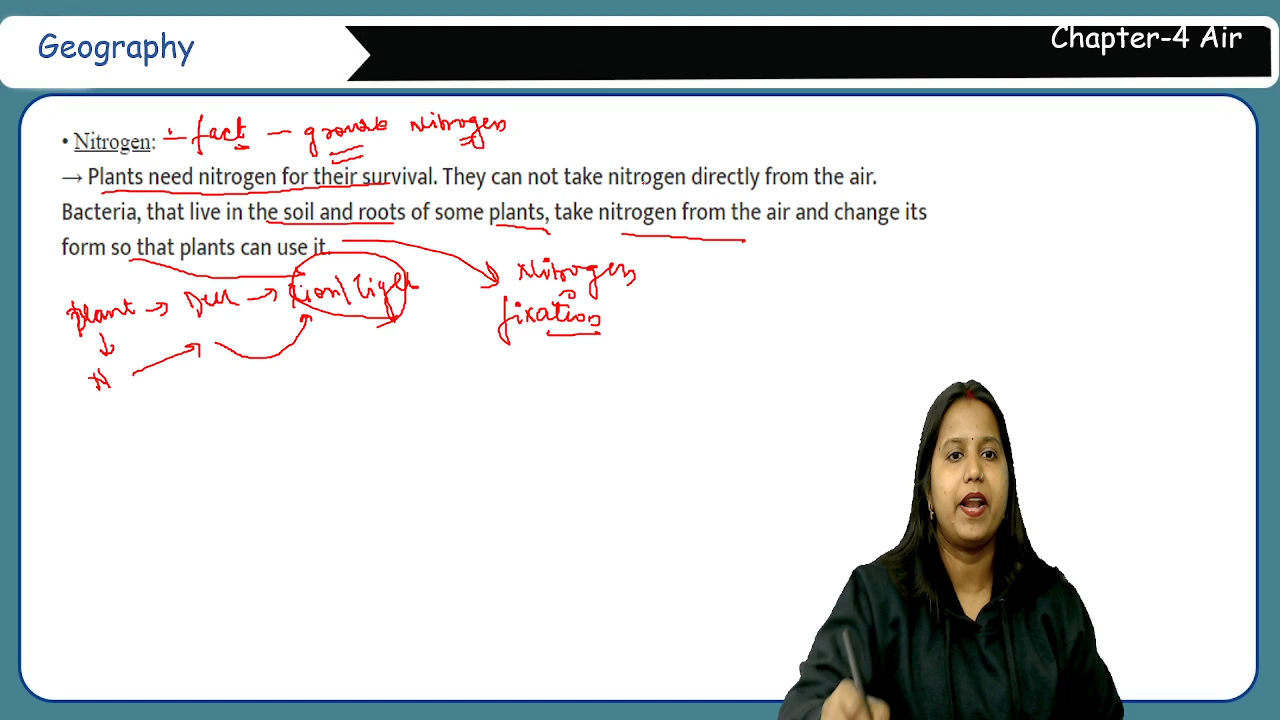 Geography
Chapter-4 Air
• Nitrogen: fact – Nitrogen
→ Plants need nitrogen for their survival. They can not take nitrogen directly from the air.
Bacteria, that live in the soil and roots of some plants, take nitrogen from the air and change its
form so that plants can use it.
Nitrogen
fixation
plant → → Lion/Tiger
N